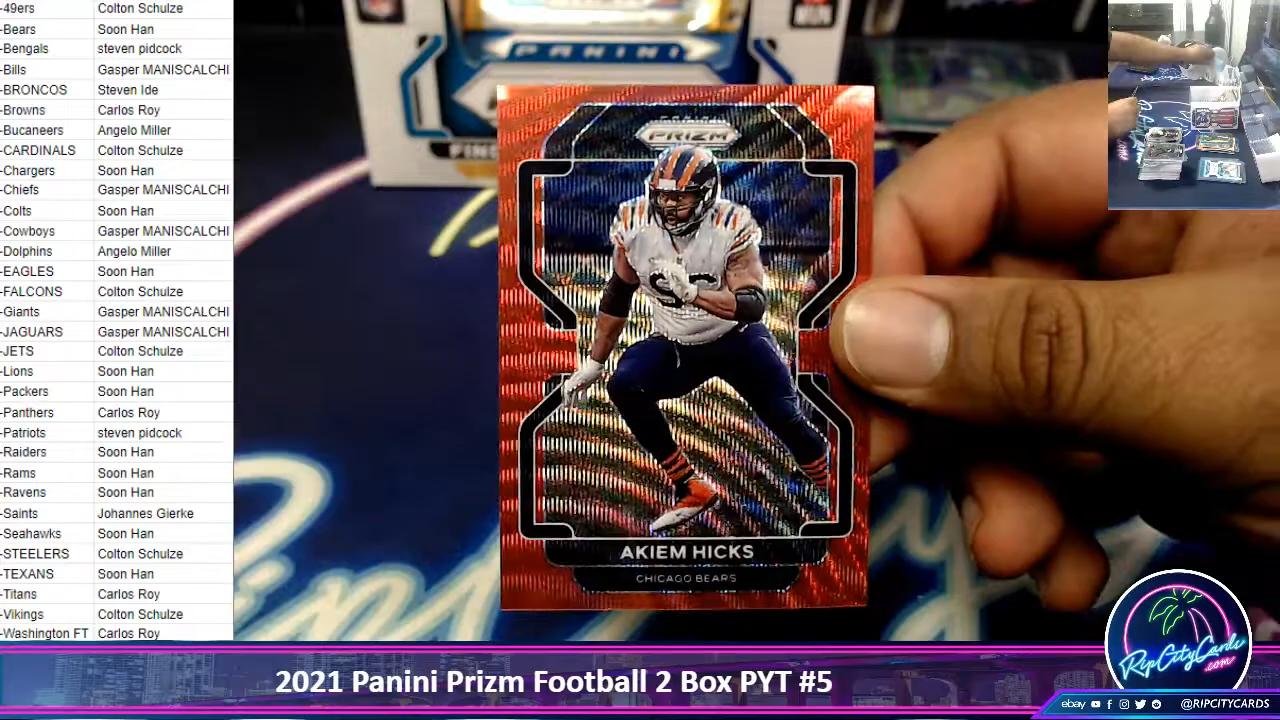 -49ers Colton Schulze
-Bears Soon Han
-Bengals steven pidcock
-Bills Gasper MANISCALCHI
-BRONCOS Steven Ide
-Browns Carlos Roy
-Bucaneers Angelo Miller
-CARDINALS Colton Schulze
-Chargers Soon Han
-Chiefs Gasper MANISCALCHI
-Colts Soon Han
-Cowboys Gasper MANISCALCHI
-Dolphins Angelo Miller
-EAGLES Soon Han
-FALCONS Colton Schulze
-Giants Gasper MANISCALCHI
-JAGUARS Gasper MANISCALCHI
-JETS Colton Schulze
-Lions Soon Han
-Packers Soon Han
-Panthers Carlos Roy
-Patriots steven pidcock
-Raiders Soon Han
-Rams Soon Han
-Ravens Soon Han
-Saints Johannes Gierke
-Seahawks Soon Han
-STEELERS Colton Schulze
-TEXANS Soon Han
-Titans Carlos Roy
-Vikings Colton Schulze
-Washington FT Carlos Roy
PANINI
PRIZM
AKIEM HICKS
CHICAGO BEARS
2021 Panini Prizm Football 2 Box PYT #5
RipCityCards
.com
ebay @RIPCITYCARDS